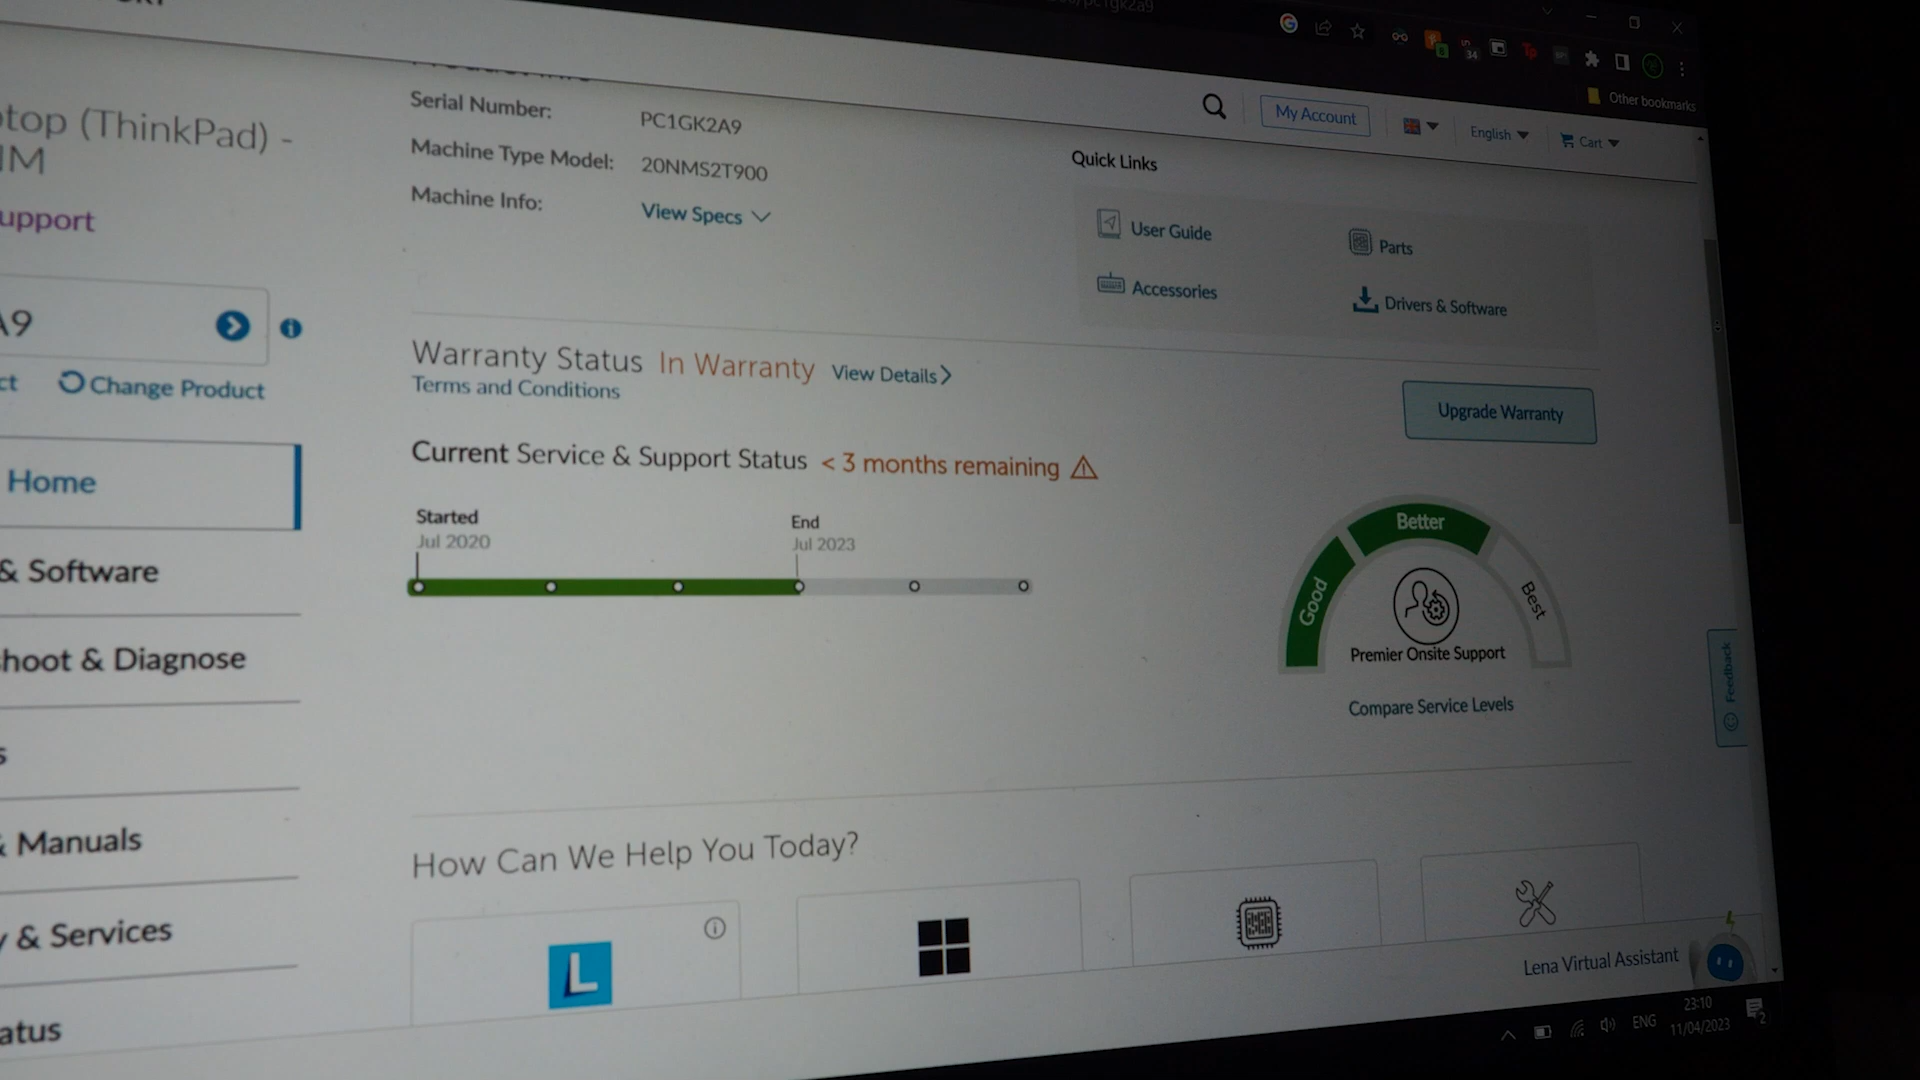 pc1gk2a9
34
Other bookmarks
My Account
English
Cart
top (ThinkPad) -
Serial Number:
PC1GK2A9
Machine Type Model:
20NMS2T900
Machine Info:
View Specs
upport
A9
Change Product
Home
& Software
hoot & Diagnose
s
& Manuals
y & Services
atus
Quick Links
User Guide
Parts
Accessories
Drivers & Software
Warranty Status In Warranty View Details
Terms and Conditions
Upgrade Warranty
Current Service & Support Status < 3 months remaining
Started
Jul 2020
End
Jul 2023
Good
Better
Best
Premier Onsite Support
Compare Service Levels
Feedback
How Can We Help You Today?
L
Lena Virtual Assistant
ENG
23:10
11/04/2023
2